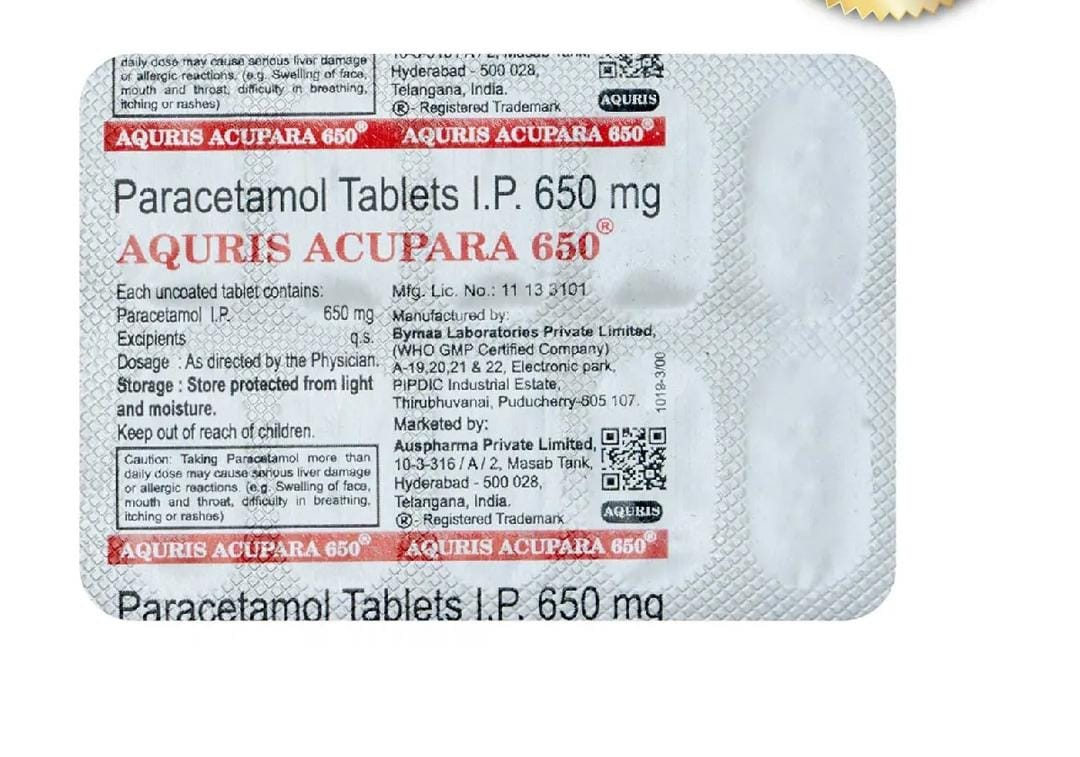 daily dose may cause serious liver damage
or allergic reactions. (e.g. Swelling of face,
mouth and throat, difficulty in breathing,
itching or rashes)
Hyderabad - 500 028,
Telangana, India.
®- Registered Trademark
AQURIS
AQURIS ACUPARA 650® AQURIS ACUPARA 650®
Paracetamol Tablets I.P. 650 mg
AQURIS ACUPARA 650®
Each uncoated tablet contains:
Paracetamol I.P. 650 mg
Excipients q.s.
Dosage : As directed by the Physician.
Storage : Store protected from light
and moisture.
Keep out of reach of children.
Caution: Taking Paracetamol more than
daily dose may cause serious liver damage
or allergic reactions. (e.g. Swelling of face,
mouth and throat, difficulty in breathing,
itching or rashes)
Mfg. Lic. No.: 11 13 3101
Manufactured by:
Bymaa Laboratories Private Limited,
(WHO GMP Certified Company)
A-19,20,21 & 22, Electronic park,
PIPDIC Industrial Estate,
Thirubhuvanai, Puducherry-605 107.
1019-3/00
Marketed by:
Auspharma Private Limited,
10-3-316 / A / 2, Masab Tank,
Hyderabad - 500 028,
Telangana, India.
®- Registered Trademark
AQURIS
AQURIS ACUPARA 650® AQURIS ACUPARA 650®
Paracetamol Tablets I.P. 650 mg